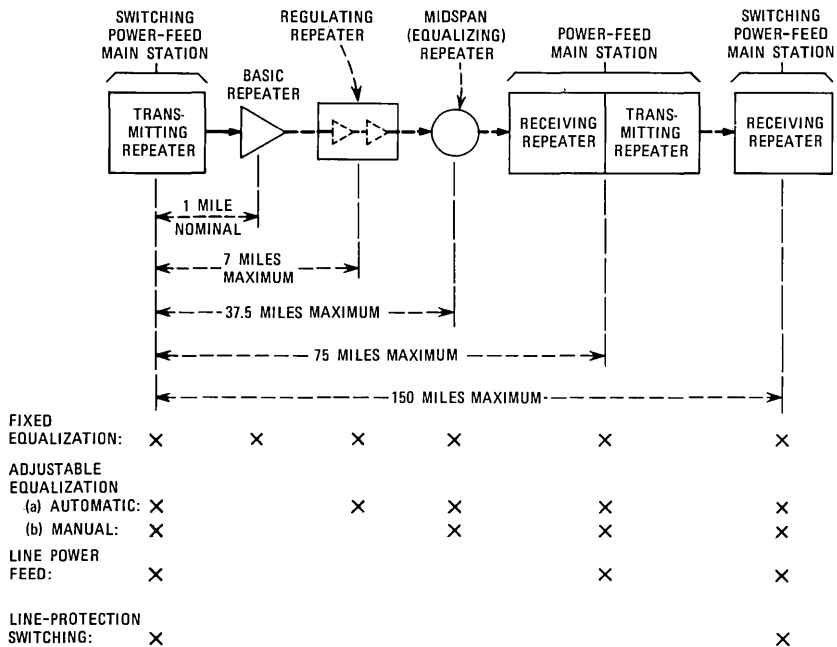 SWITCHING
POWER-FEED
MAIN STATION
BASIC
REPEATER
REGULATING
REPEATER
MIDSPAN
(EQUALIZING)
REPEATER
POWER-FEED
MAIN STATION
SWITCHING
POWER-FEED
MAIN STATION
TRANS-
MITTING
REPEATER
RECEIVING
REPEATER
TRANS-
MITTING
REPEATER
RECEIVING
REPEATER
1 MILE
NOMINAL
7 MILES
MAXIMUM
37.5 MILES MAXIMUM
75 MILES MAXIMUM
150 MILES MAXIMUM
FIXED
EQUALIZATION: X X X X X X
ADJUSTABLE
EQUALIZATION
(a) AUTOMATIC: X X X X X
(b) MANUAL: X X X X
LINE POWER
FEED: X X X
LINE-PROTECTION
SWITCHING: X X